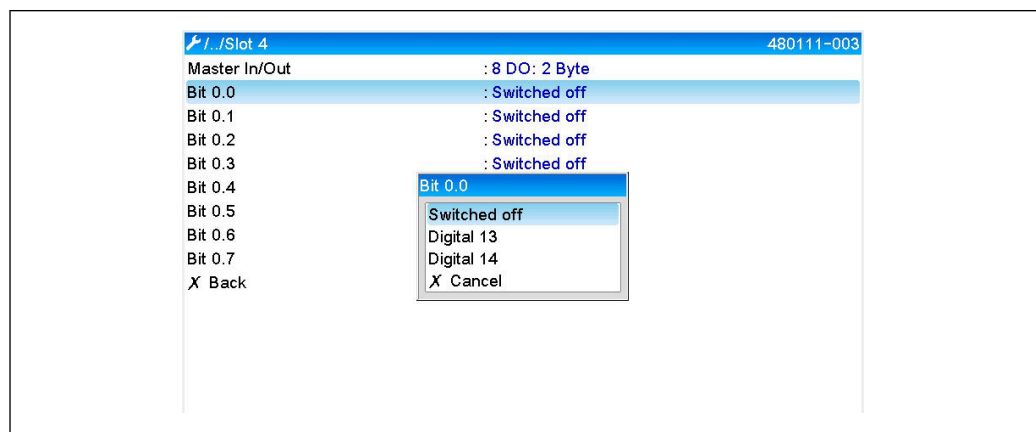 /../Slot 4 480111-003
Master In/Out : 8 DO: 2 Byte
Bit 0.0 : Switched off
Bit 0.1 : Switched off
Bit 0.2 : Switched off
Bit 0.3 : Switched off
Bit 0.4
Bit 0.5
Bit 0.6
Bit 0.7
X Back
Bit 0.0
Switched off
Digital 13
Digital 14
X Cancel